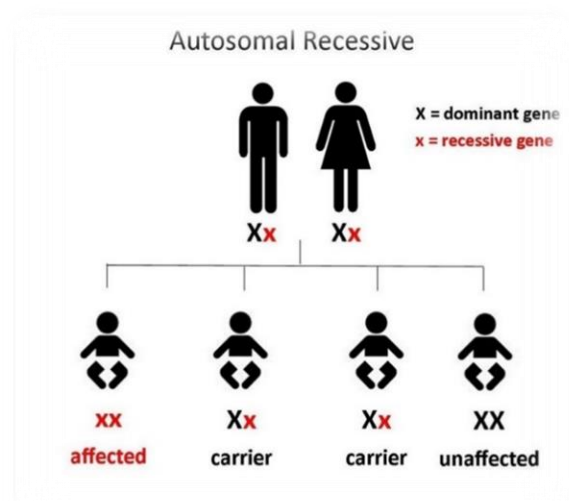 Autosomal Recessive
X = dominant gene
x = recessive gene
Xx Xx
xx Xx Xx XX
affected carrier carrier unaffected